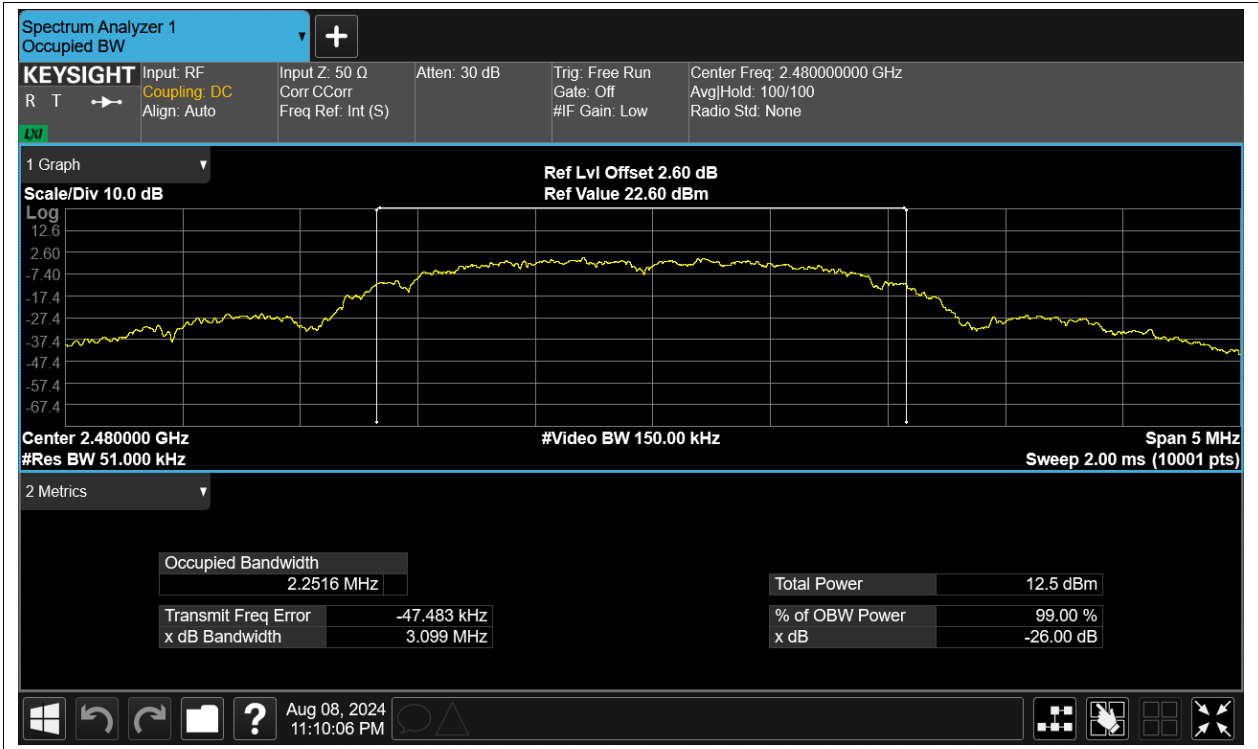 Spectrum Analyzer 1
Occupied BW
KEYSIGHT
R T
LXI
Input: RF
Coupling: DC
Align: Auto
Input Z: 50 Ω
Corr CCorr
Freq Ref: Int (S)
Atten: 30 dB
Trig: Free Run
Gate: Off
#IF Gain: Low
Center Freq: 2.480000000 GHz
Avg|Hold: 100/100
Radio Std: None
1 Graph
Scale/Div 10.0 dB
Ref Lvl Offset 2.60 dB
Ref Value 22.60 dBm
Log
12.6
2.60
-7.40
-17.4
-27.4
-37.4
-47.4
-57.4
-67.4
Center 2.480000 GHz
#Res BW 51.000 kHz
#Video BW 150.00 kHz
Span 5 MHz
Sweep 2.00 ms (10001 pts)
2 Metrics
Occupied Bandwidth
2.2516 MHz
Transmit Freq Error -47.483 kHz
x dB Bandwidth 3.099 MHz
Total Power 12.5 dBm
% of OBW Power 99.00 %
x dB -26.00 dB
?
Aug 08, 2024
11:10:06 PM